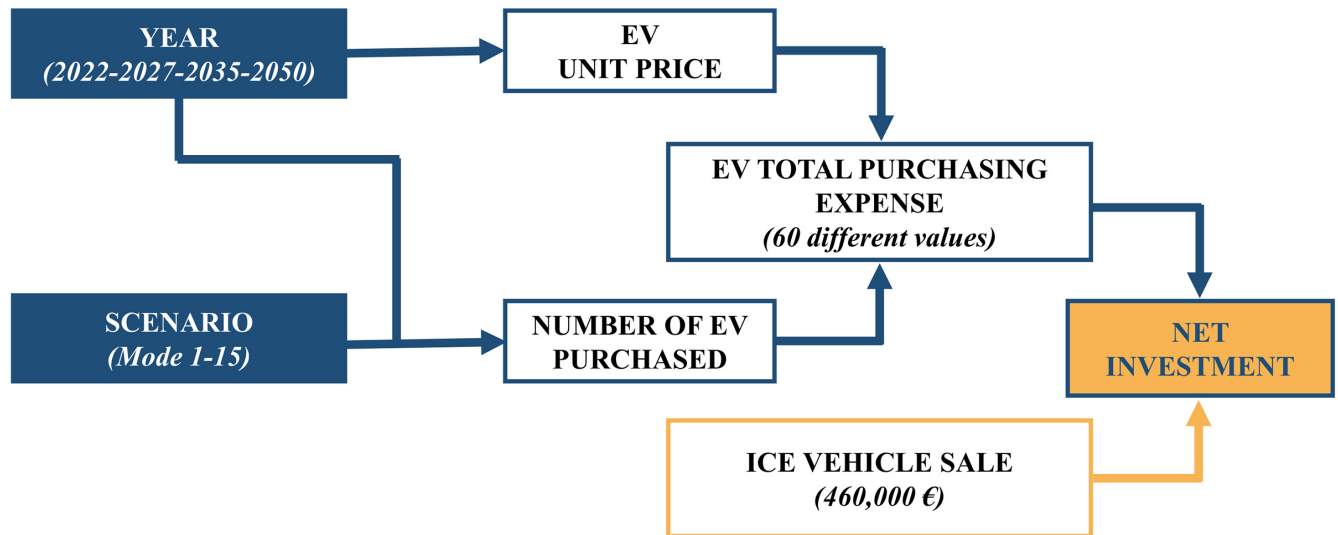 YEAR
(2022-2027-2035-2050)
EV
UNIT PRICE
EV TOTAL PURCHASING
EXPENSE
(60 different values)
SCENARIO
(Mode 1-15)
NUMBER OF EV
PURCHASED
NET
INVESTMENT
ICE VEHICLE SALE
(460,000 €)